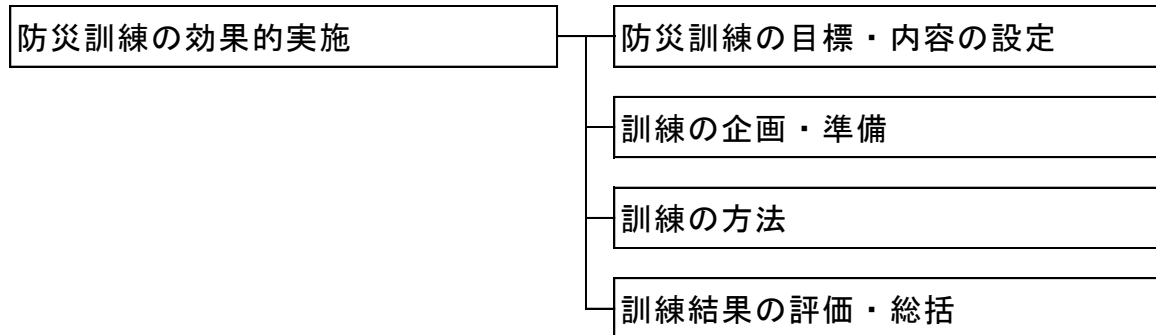 防災訓練の効果的実施
防災訓練の目標・内容の設定
訓練の企画・準備
訓練の方法
訓練結果の評価・総括